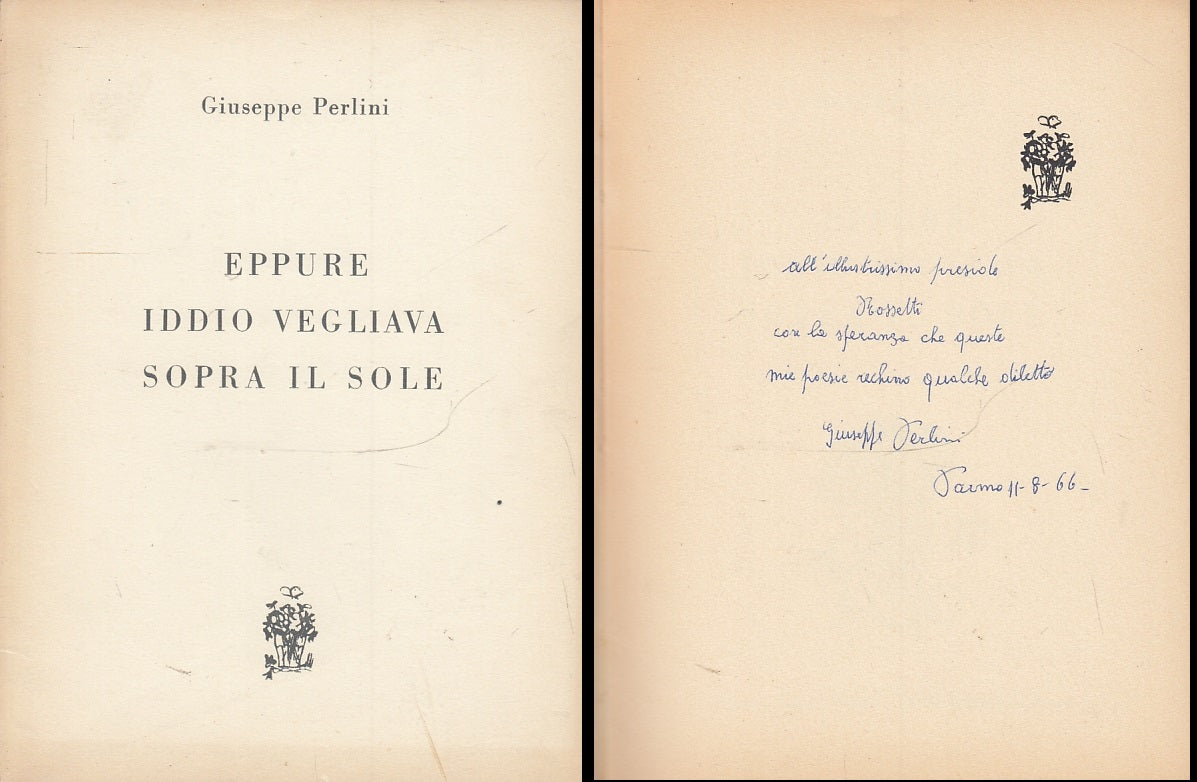 Giuseppe Perlini
EPPURE
IDDIO VEGLIAVA
SOPRA IL SOLE
all'illustrissimo preside
Rossetti
con la speranza che queste
mie poesie rechino qualche diletto
Giuseppe Perlini
Parma 11-8-66-